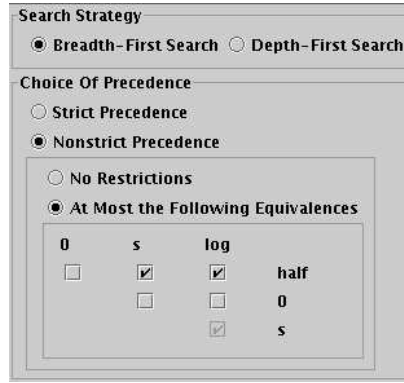 Search Strategy
Breadth-First Search Depth-First Search
Choice Of Precedence
Strict Precedence
Nonstrict Precedence
No Restrictions
At Most the Following Equivalences
0 s log
half
0
s